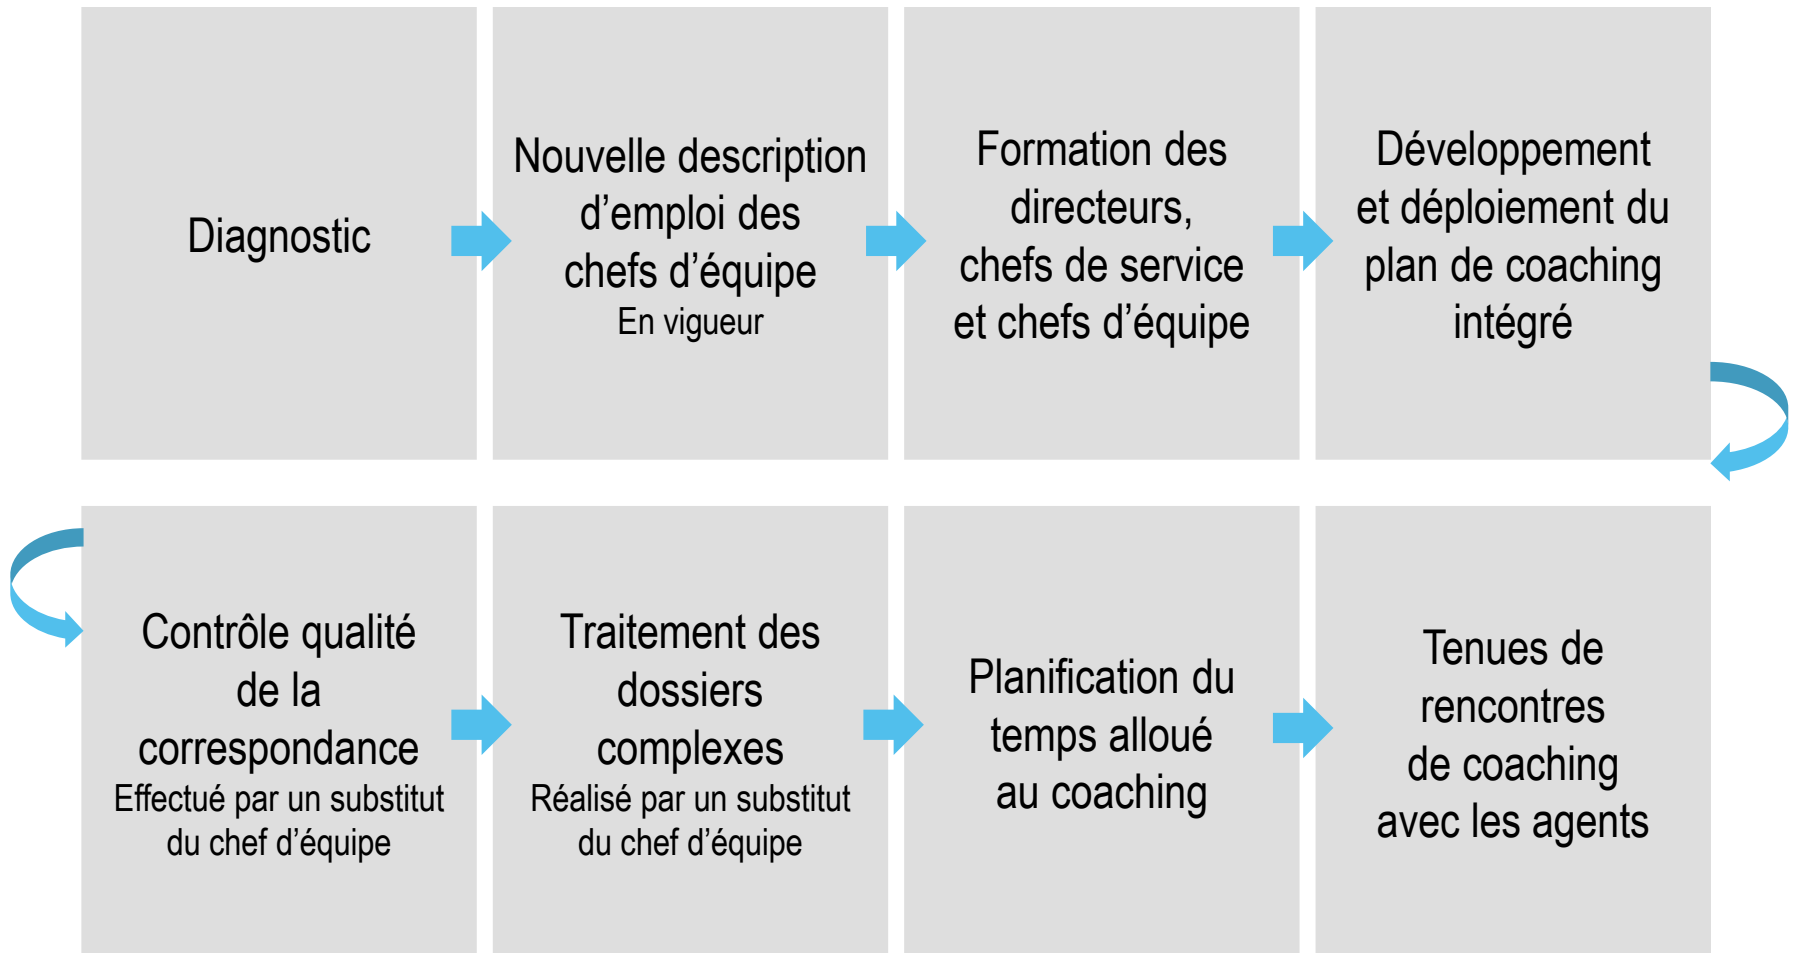 Diagnostic
Nouvelle description
d’emploi des
chefs d’équipe
En vigueur
Formation des
directeurs,
chefs de service
et chefs d’équipe
Développement
et déploiement du
plan de coaching
intégré
Contrôle qualité
de la
correspondance
Effectué par un substitut
du chef d’équipe
Traitement des
dossiers
complexes
Réalisé par un substitut
du chef d’équipe
Planification du
temps alloué
au coaching
Tenues de
rencontres
de coaching
avec les agents